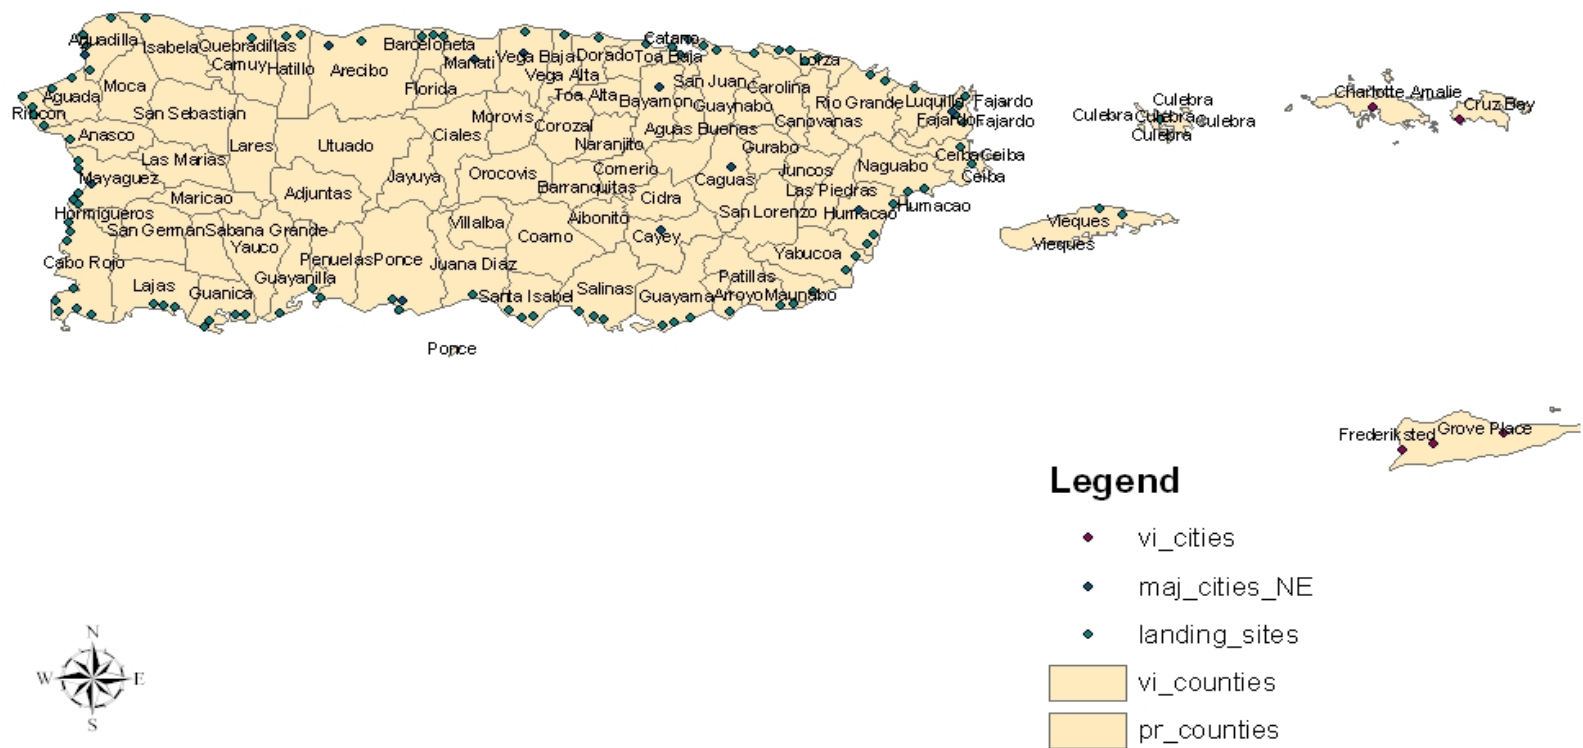 Aguadilla
Isabela
Quebradillas
Camuy
Hatillo
Arecibo
Barceloneta
Manati
Vega Baja
Vega Alta
Dorado
Toa Baja
Catano
Loiza
Moca
Aguada
Rincon
San Sebastian
Florida
Toa Alta
Bayamon
San Juan
Guaynabo
Carolina
Rio Grande
Luquillo
Fajardo
Fajardo
Fajardo
Canovanas
Anasco
Las Marias
Lares
Utuado
Ciales
Morovis
Corozal
Naranjito
Aguas Buenas
Gurabo
Ceiba
Ceiba
Ceiba
Mayaguez
Maricao
Adjuntas
Jayuya
Orocovis
Barranquitas
Comerio
Cidra
Caguas
Juncos
Las Piedras
Naguabo
Hormigueros
San German
Sabana Grande
Yauco
Villalba
Coamo
Aibonito
Cayey
San Lorenzo
Humacao
Humacao
Cabo Rojo
Lajas
Guanica
Guayanilla
Penuelas
Ponce
Juana Diaz
Santa Isabel
Salinas
Guayama
Arroyo
Patillas
Maunabo
Yabucoa
Ponce
Culebra
Culebra
Culebra
Culebra
Culebra
Charlotte Amalie
Cruz Bay
Vieques
Vieques
Frederiksted
Grove Place
Legend
vi_cities
maj_cities_NE
landing_sites
vi_counties
pr_counties
N
W
E
S